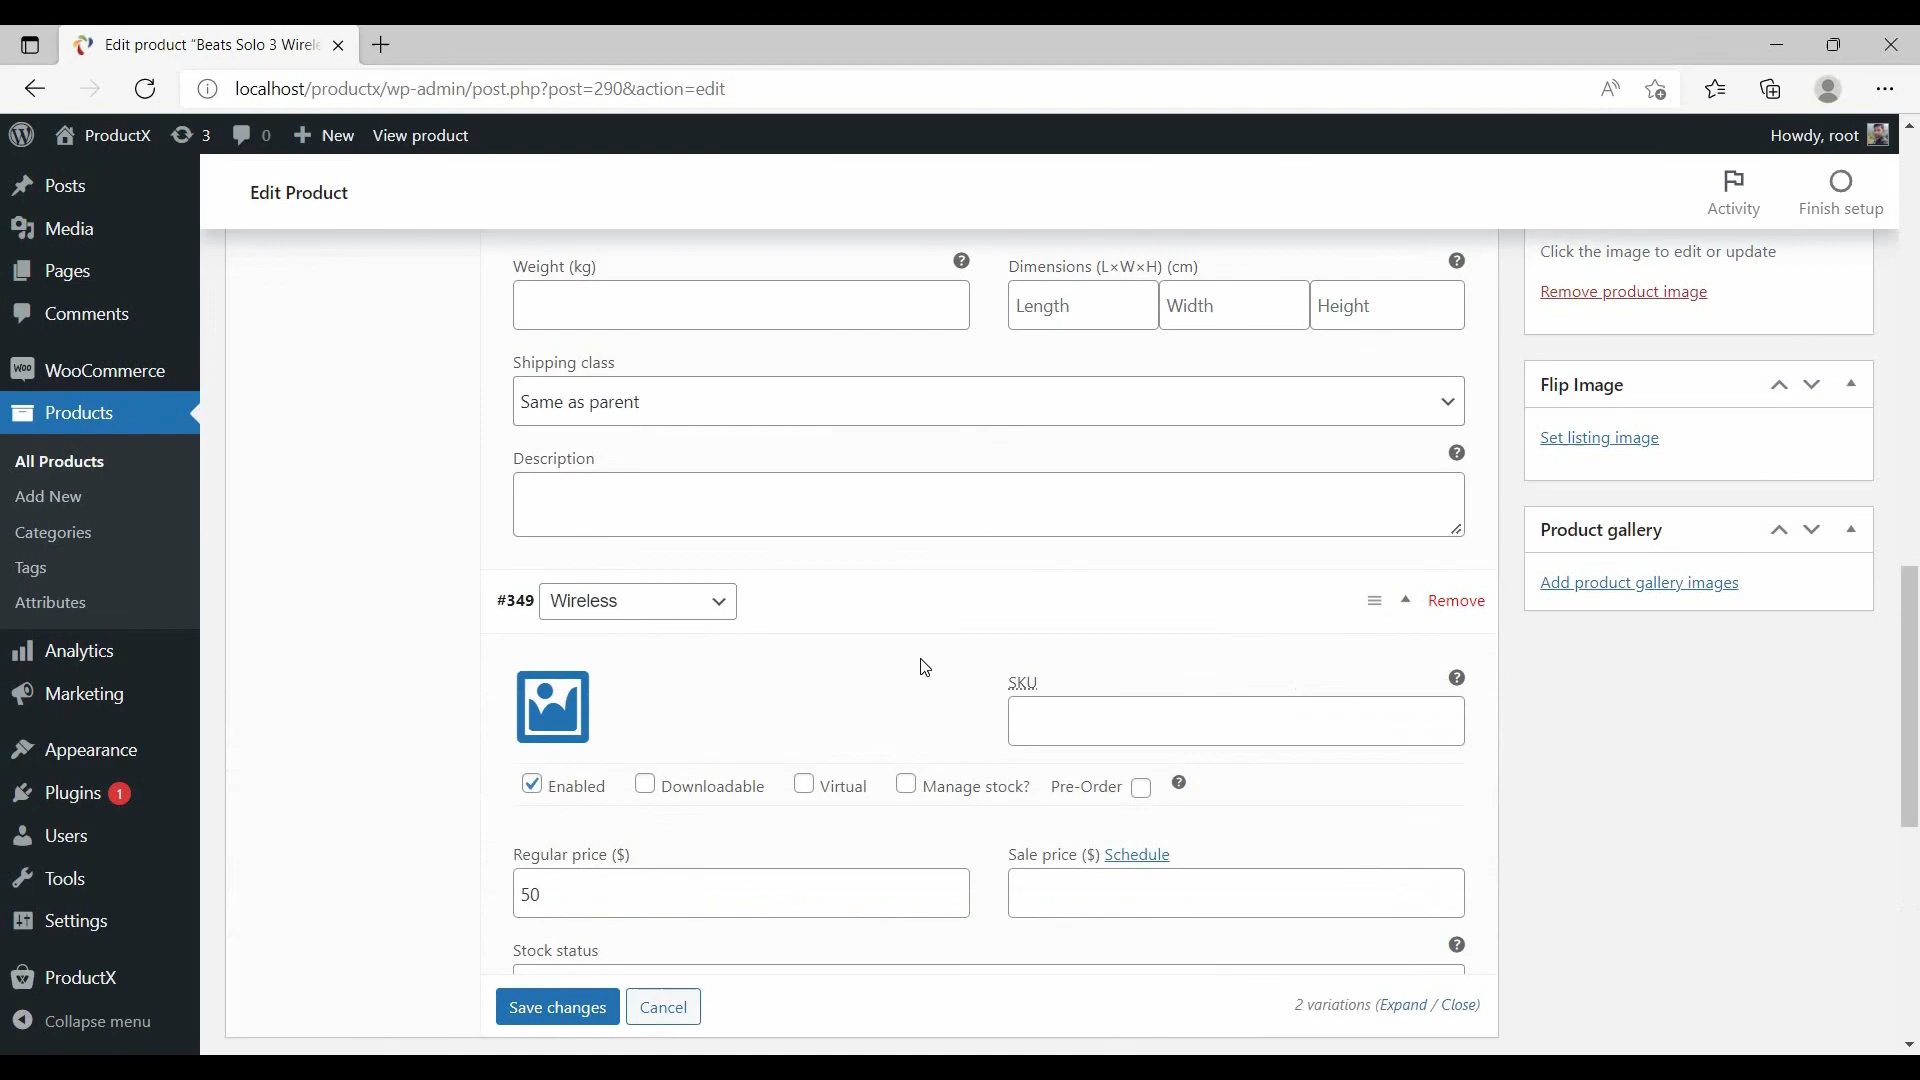 Edit product “Beats Solo 3 Wirele
localhost/productx/wp-admin/post.php?post=290&action=edit
ProductX 3 0 New View product
Howdy, root
Posts
Media
Pages
Comments
WooCommerce
Products
All Products
Add New
Categories
Tags
Attributes
Analytics
Marketing
Appearance
Plugins 1
Users
Tools
Settings
ProductX
Collapse menu
Edit Product
Activity
Finish setup
Weight (kg)
Dimensions (L×W×H) (cm)
Length
Width
Height
Shipping class
Same as parent
Description
#349 Wireless
Remove
SKU
Enabled Downloadable Virtual Manage stock? Pre-Order
Regular price ($)
50
Sale price ($) Schedule
Stock status
Save changes
Cancel
2 variations (Expand / Close)
Click the image to edit or update
Remove product image
Flip Image
Set listing image
Product gallery
Add product gallery images